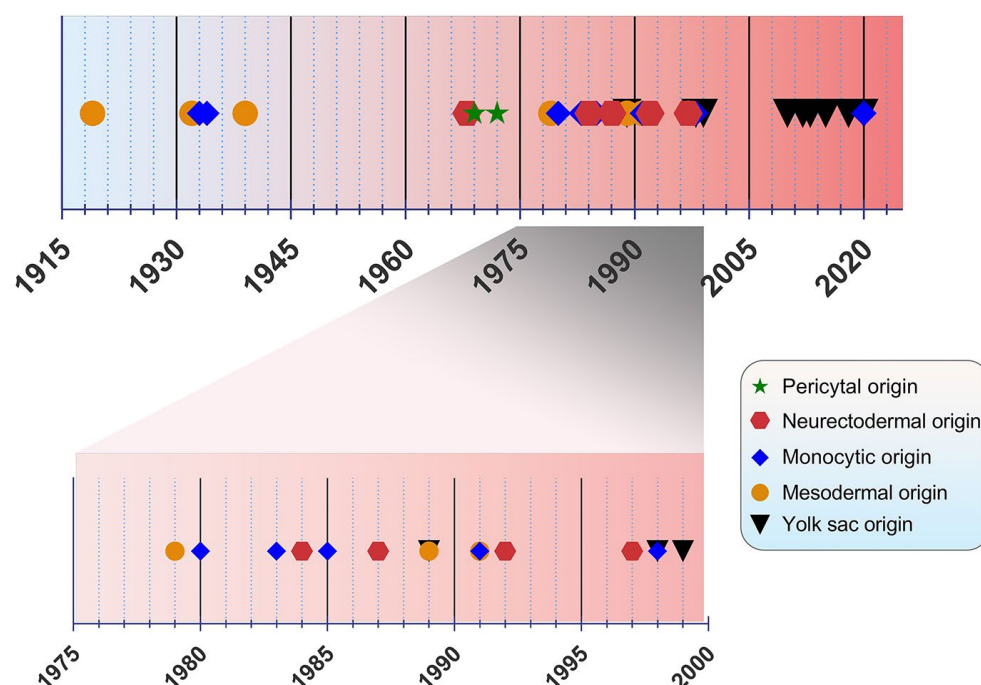 1915 1930 1945 1960 1975 1990 2005 2020
Pericytal origin
Neurectodermal origin
Monocytic origin
Mesodermal origin
Yolk sac origin
1975 1980 1985 1990 1995 2000